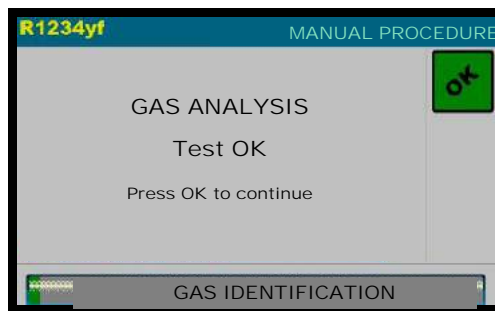 R1234yf
MANUAL PROCEDURE
OK
GAS ANALYSIS
Test OK
Press OK to continue
GAS IDENTIFICATION